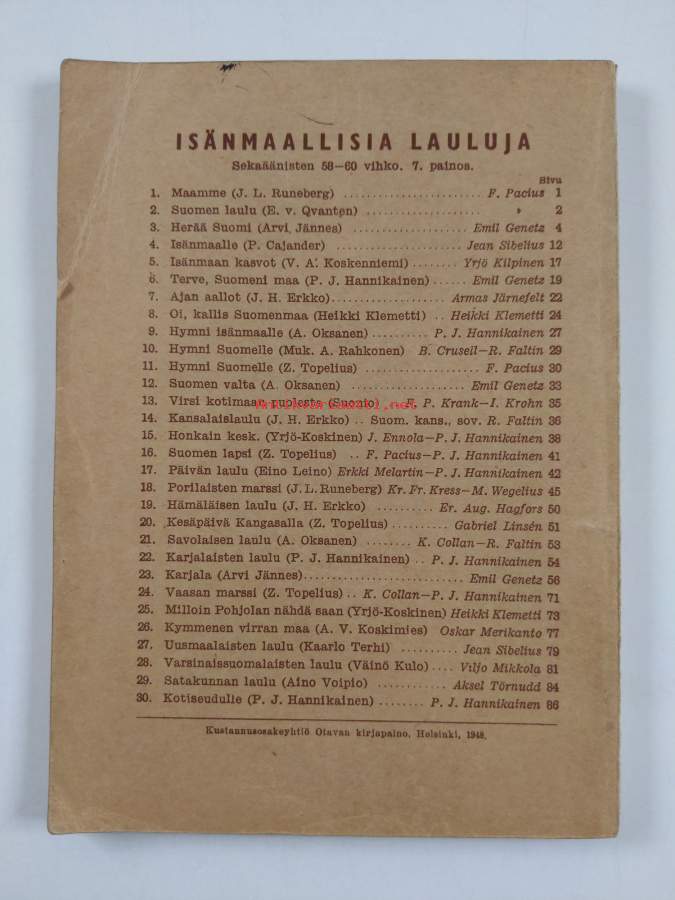 ISÄNMAALLISIA LAULUJA
Sekaäänisten 58—60 vihko. 7. painos.
Sivu
1. Maamme (J. L. Runeberg) .................... F. Pacius 1
2. Suomen laulu (E. v. Qvanten) ................ » 2
3. Herää Suomi (Arvi Jännes) ................. Emil Genetz 4
4. Isänmaalle (P. Cajander) .................. Jean Sibelius 12
5. Isänmaan kasvot (V. A. Koskenniemi) ........ Yrjö Kilpinen 17
6. Terve, Suomeni maa (P. J. Hannikainen) ...... Emil Genetz 19
7. Ajan aallot (J. H. Erkko) .................. Armas Järnefelt 22
8. Oi, kallis Suomenmaa (Heikki Klemetti) .. Heikki Klemetti 24
9. Hymni isänmaalle (A. Oksanen) .......... P. J. Hannikainen 27
10. Hymni Suomelle (Muk. A. Rahkonen) B. Crusell—R. Faltin 29
11. Hymni Suomelle (Z. Topelius) ................. F. Pacius 30
12. Suomen valta (A. Oksanen) ................. Emil Genetz 33
13. Virsi kotimaan puolesta (Suonio) .. E. P. Krank—I. Krohn 35
14. Kansalaislaulu (J. H. Erkko) .. Suom. kans., sov. R. Faltin 36
15. Honkain kesk. (Yrjö-Koskinen) J. Ennola—P. J. Hannikainen 38
16. Suomen lapsi (Z. Topelius) .. F. Pacius—P. J. Hannikainen 41
17. Päivän laulu (Eino Leino) Erkki Melartin—P. J. Hannikainen 42
18. Porilaisten marssi (J. L. Runeberg) Kr. Fr. Kress—M. Wegelius 45
19. Hämäläisen laulu (J. H. Erkko) .......... Er. Aug. Hagfors 50
20. Kesäpäivä Kangasalla (Z. Topelius) .......... Gabriel Linsén 51
21. Savolaisen laulu (A. Oksanen) ........ K. Collan—R. Faltin 53
22. Karjalaisten laulu (P. J. Hannikainen) .. P. J. Hannikainen 54
23. Karjala (Arvi Jännes) ........................ Emil Genetz 56
24. Vaasan marssi (Z. Topelius) .. K. Collan—P. J. Hannikainen 71
25. Milloin Pohjolan nähdä saan (Yrjö-Koskinen) Heikki Klemetti 73
26. Kymmenen virran maa (A. V. Koskimies) Oskar Merikanto 77
27. Uusmaalaisten laulu (Kaarlo Terhi) .......... Jean Sibelius 79
28. Varsinaissuomalaisten laulu (Väinö Kulo) .... Viljo Mikkola 81
29. Satakunnan laulu (Aino Voipio) ............ Aksel Törnudd 84
30. Kotiseudulle (P. J. Hannikainen) ........ P. J. Hannikainen 86
Kustannusosakeyhtiö Otavan kirjapaino, Helsinki, 1948.